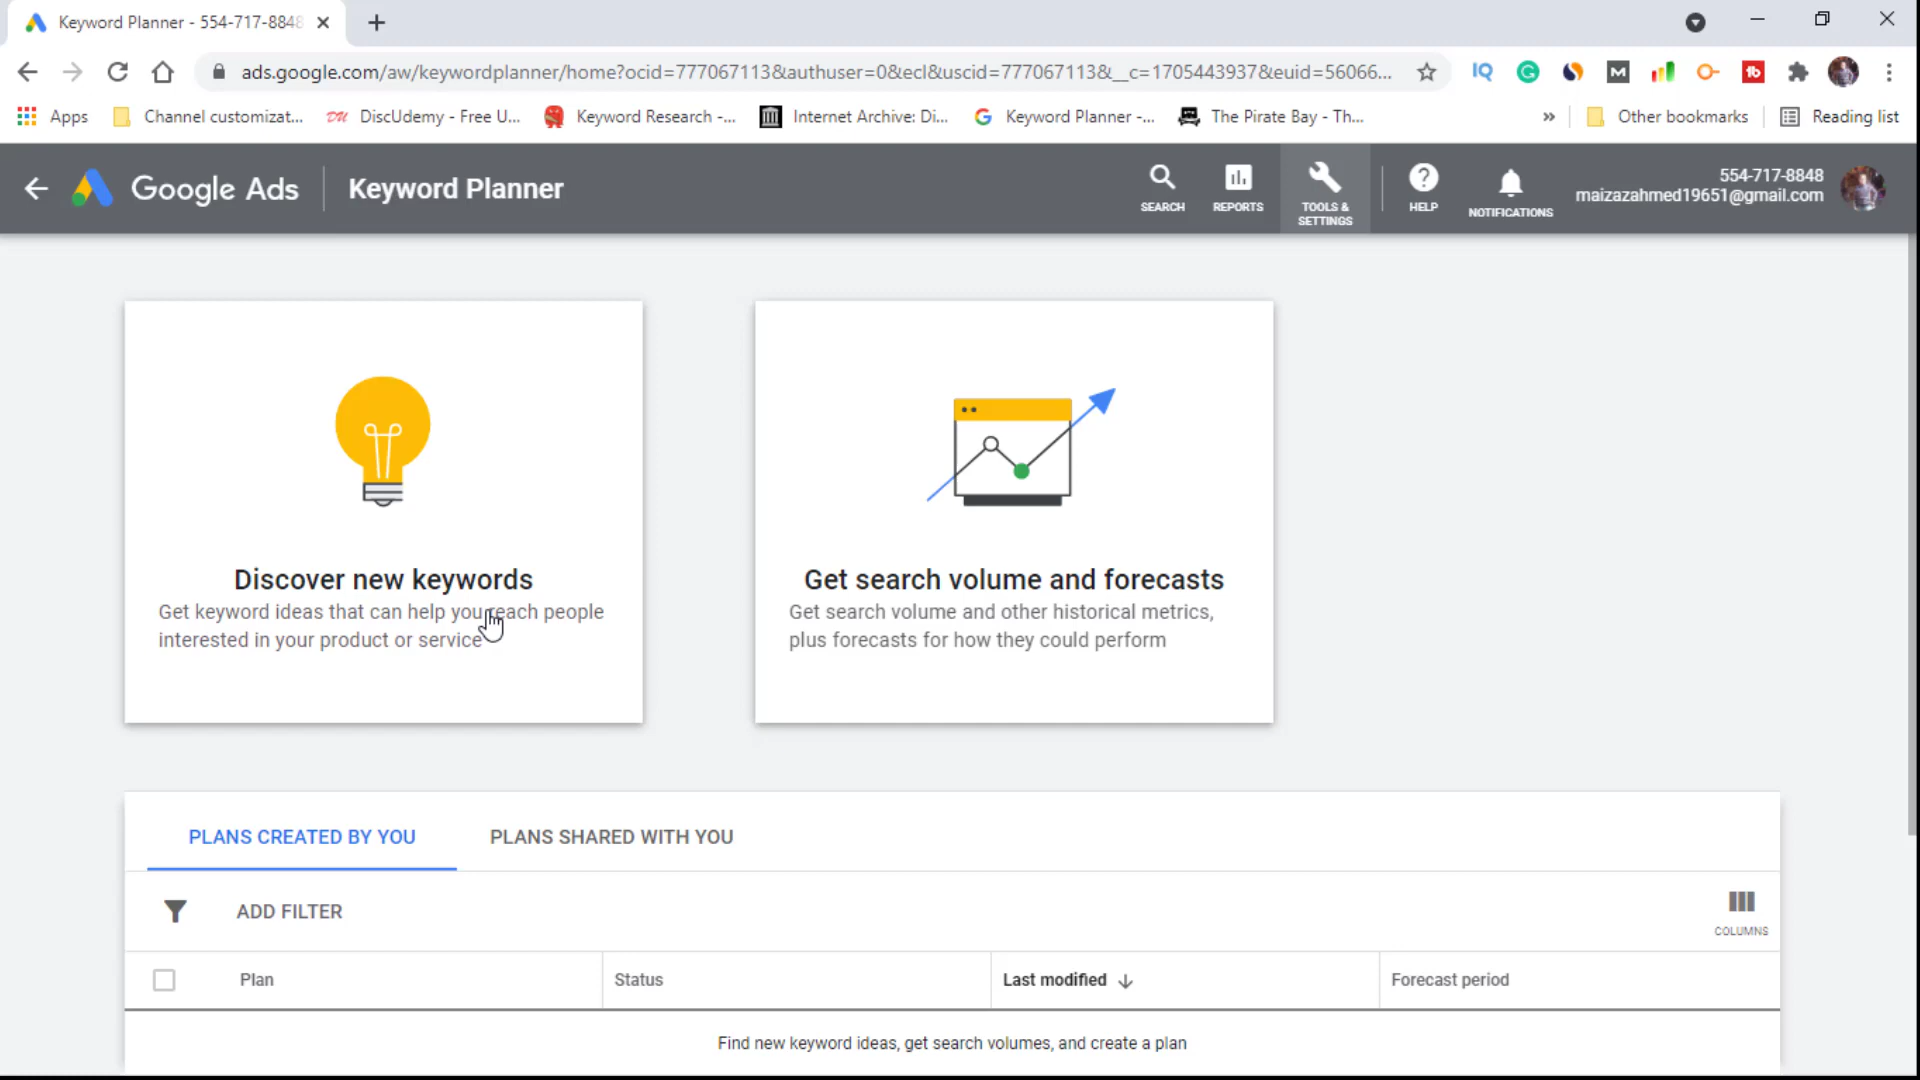 Keyword Planner - 554-717-8848
ads.google.com/aw/keywordplanner/home?ocid=777067113&authuser=0&ecl&uscid=777067113&__c=1705443937&euid=56066...
IQ
M
tb
Apps
Channel customizat...
DU
DiscUdemy - Free U...
Keyword Research -...
Internet Archive: Di...
Keyword Planner -...
The Pirate Bay - Th...
»
Other bookmarks
Reading list
Google Ads
Keyword Planner
SEARCH
REPORTS
TOOLS &
SETTINGS
HELP
NOTIFICATIONS
554-717-8848
maizazahmed19651@gmail.com
Discover new keywords
Get keyword ideas that can help you reach people
interested in your product or service
Get search volume and forecasts
Get search volume and other historical metrics,
plus forecasts for how they could perform
PLANS CREATED BY YOU
PLANS SHARED WITH YOU
ADD FILTER
COLUMNS
Plan
Status
Last modified
Forecast period
Find new keyword ideas, get search volumes, and create a plan